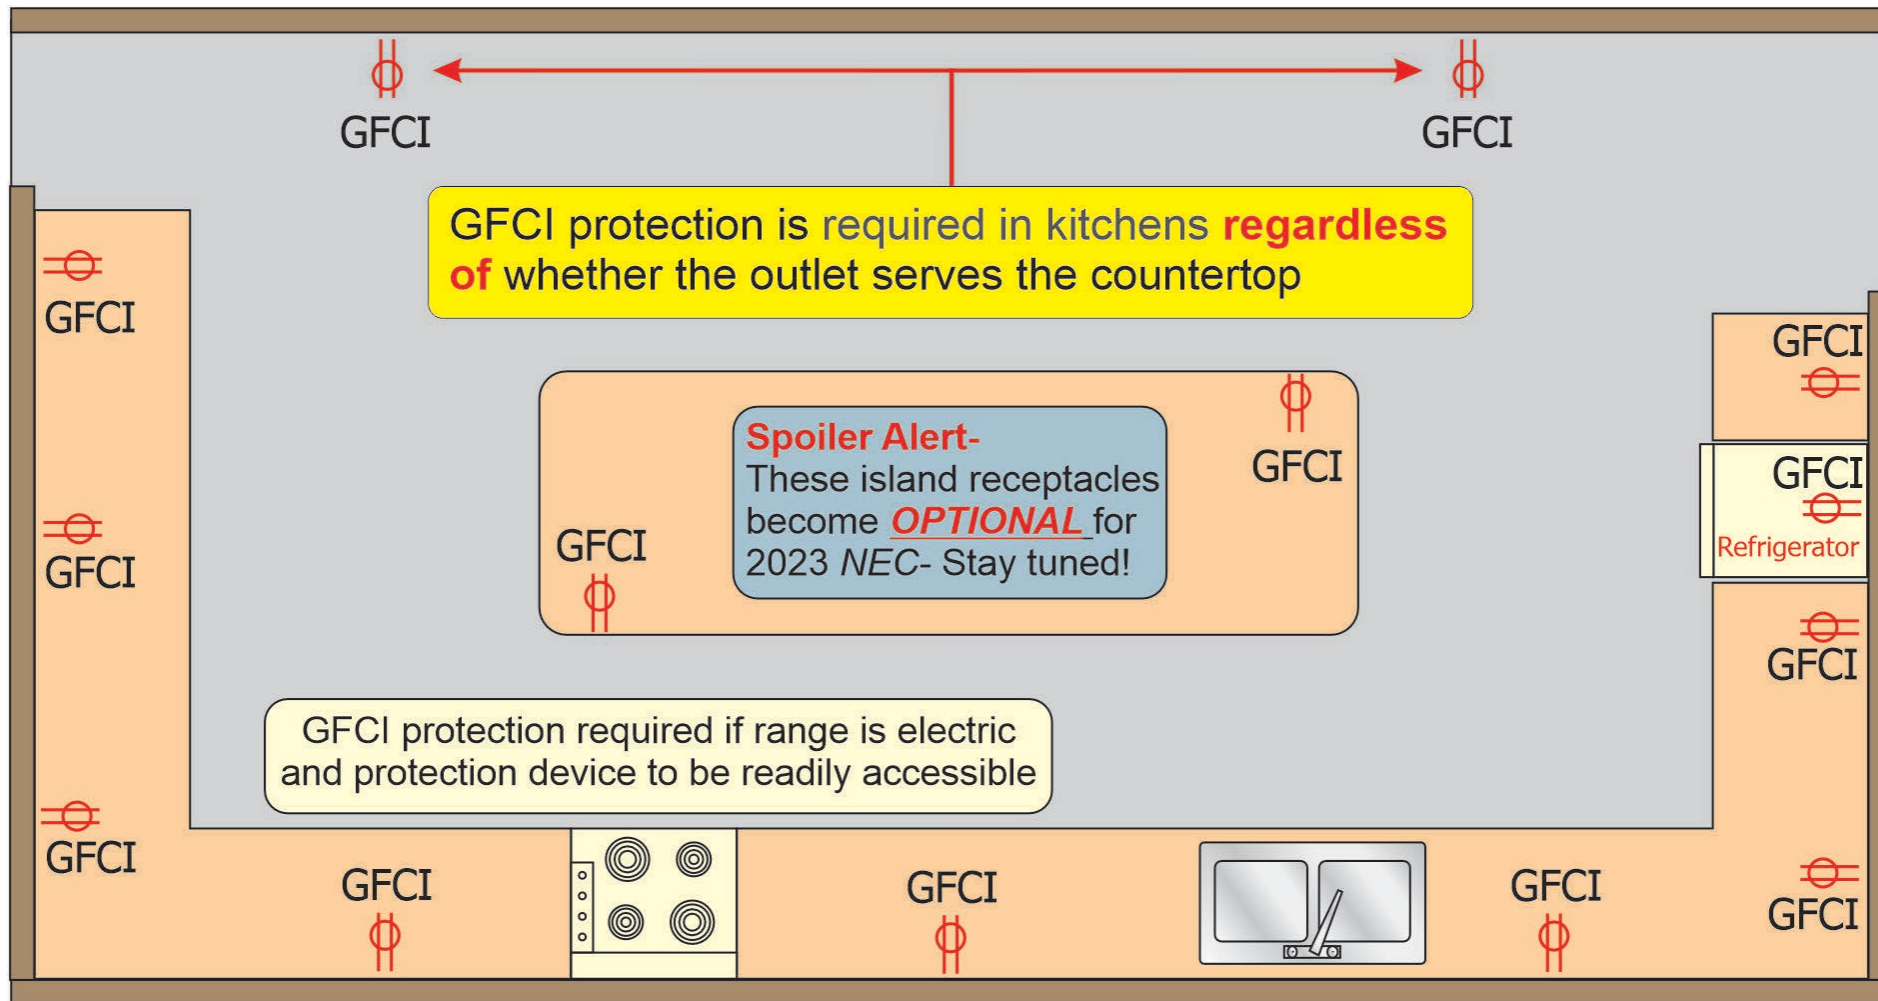 GFCI
GFCI
GFCI protection is required in kitchens regardless
of whether the outlet serves the countertop
GFCI
GFCI
GFCI
Refrigerator
Spoiler Alert-
These island receptacles
become OPTIONAL for
2023 NEC- Stay tuned!
GFCI
GFCI
GFCI
GFCI
GFCI protection required if range is electric
and protection device to be readily accessible
GFCI
GFCI
GFCI
GFCI
GFCI